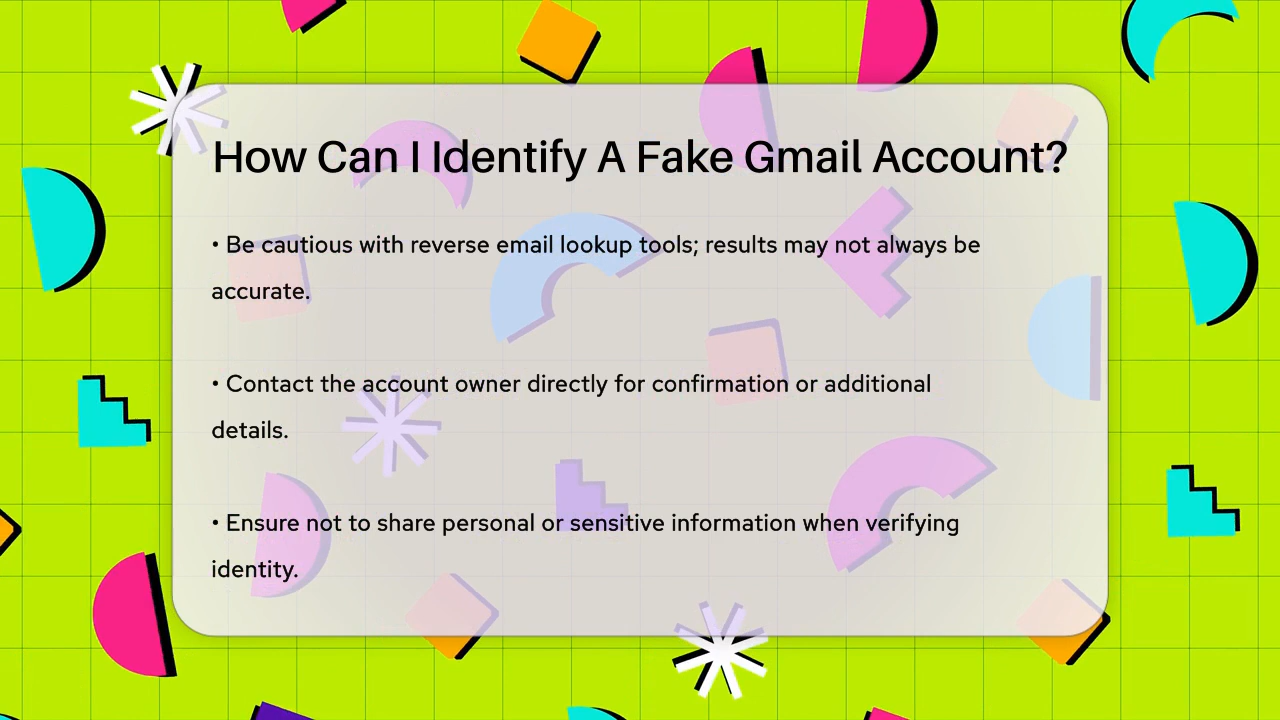 How Can I Identify A Fake Gmail Account?
• Be cautious with reverse email lookup tools; results may not always be
accurate.
• Contact the account owner directly for confirmation or additional
details.
• Ensure not to share personal or sensitive information when verifying
identity.